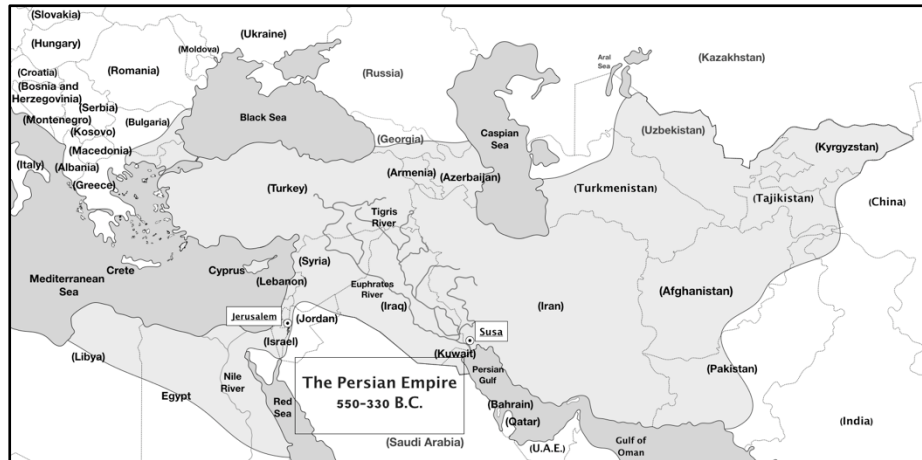 (Slovakia)
(Hungary)
(Moldova)
(Ukraine)
(Romania)
(Russia)
Aral
Sea
(Kazakhstan)
(Croatia)
(Bosnia and
Herzegovinia)
(Serbia)
(Montenegro)
(Kosovo)
(Bulgaria)
Black Sea
(Georgia)
Caspian
Sea
(Uzbekistan)
(Kyrgyzstan)
(Macedonia)
(Italy)
(Albania)
(Greece)
(Turkey)
(Armenia)
(Azerbaijan)
(Turkmenistan)
(Tajikistan)
(China)
Tigris
River
Mediterranean
Sea
Crete
Cyprus
(Syria)
(Lebanon)
Euphrates
River
(Iraq)
(Iran)
(Afghanistan)
Jerusalem
(Jordan)
(Israel)
Susa
(Kuwait)
(Libya)
Egypt
Nile
River
Red
Sea
The Persian Empire
550-330 B.C.
Persian
Gulf
(Pakistan)
(Bahrain)
(Qatar)
(India)
(Saudi Arabia)
(U.A.E.)
Gulf of
Oman